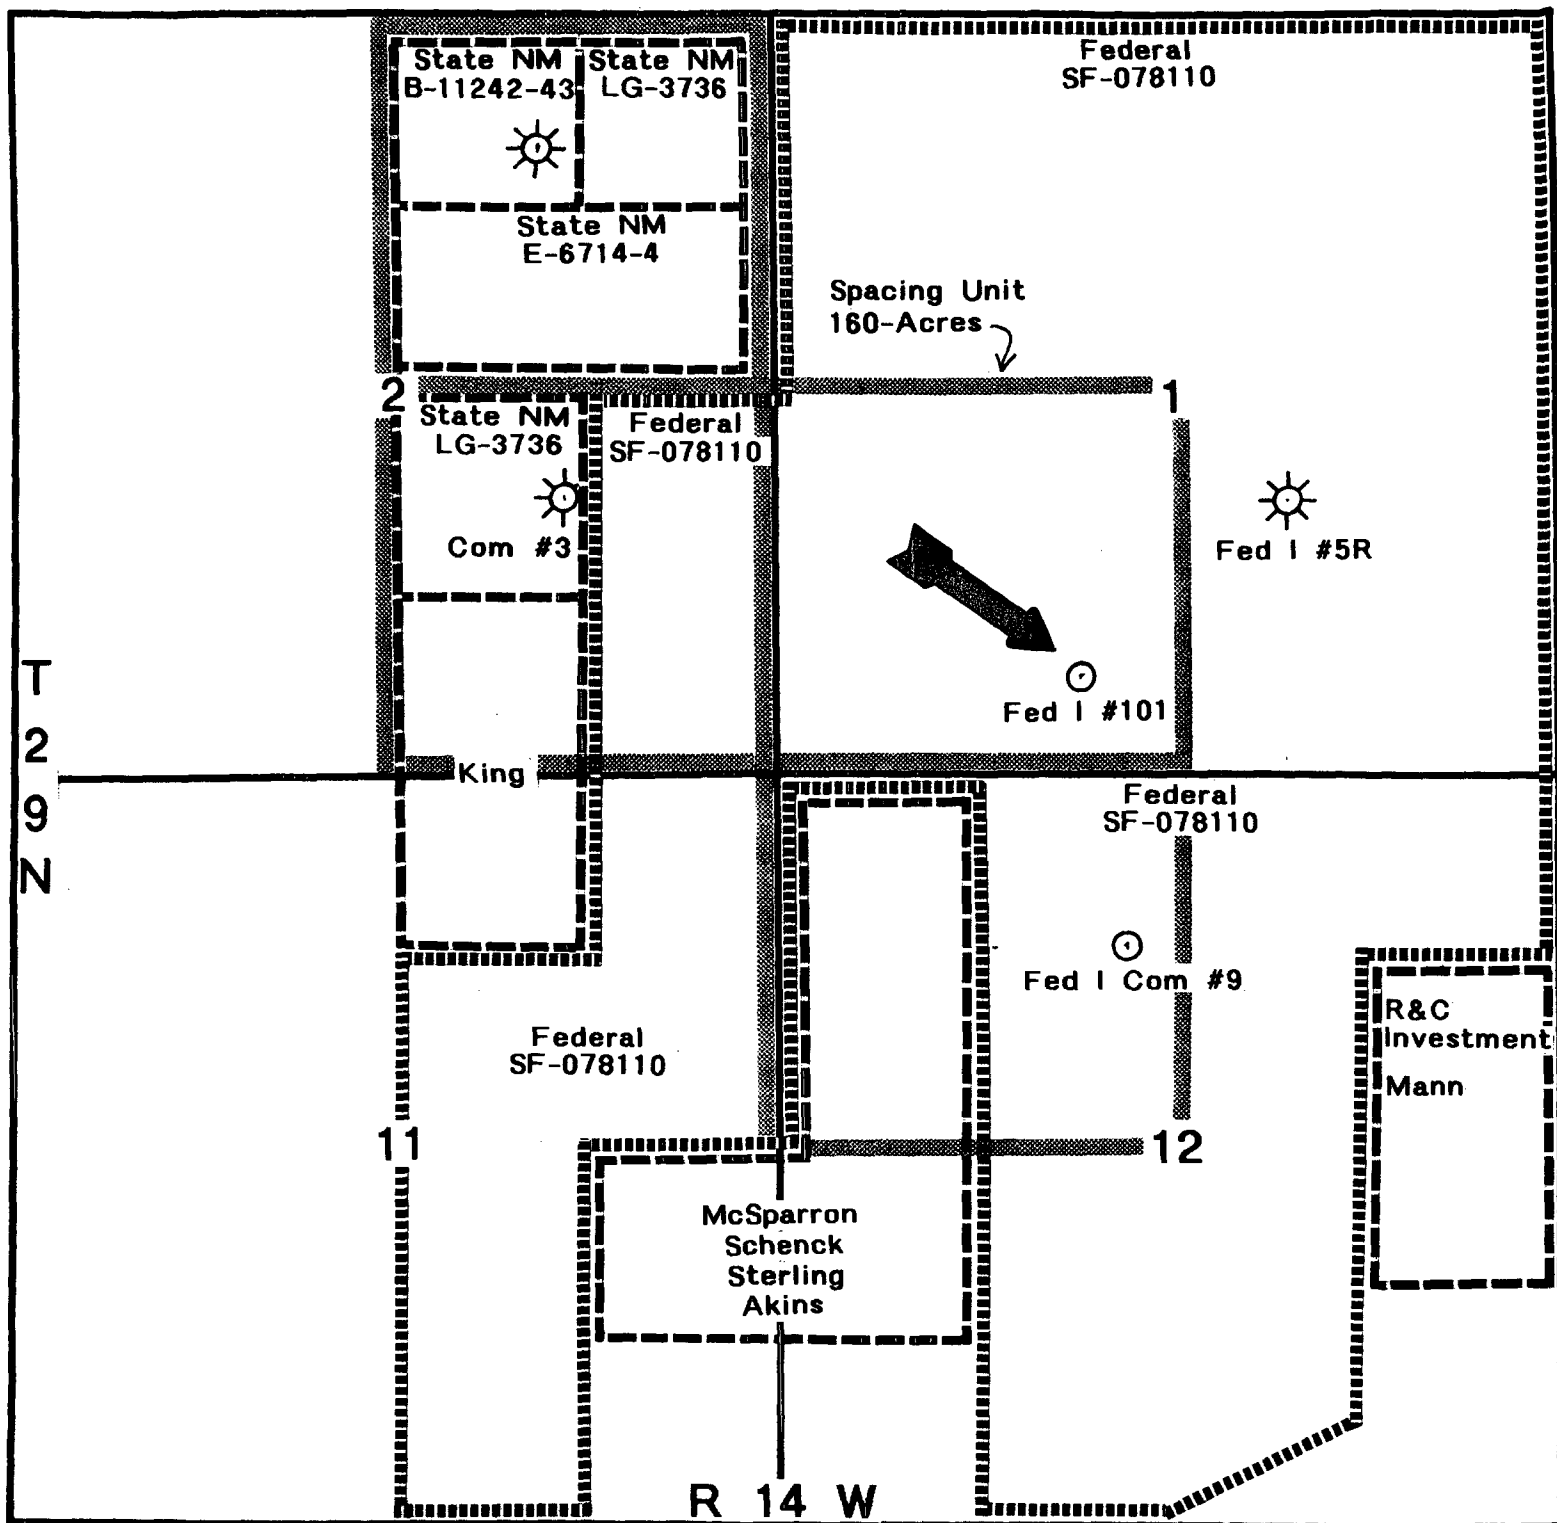 Federal
SF-078110
State NM
B-11242-43
State NM
LG-3736
State NM
E-6714-4
Spacing Unit
160-Acres
2
1
State NM
LG-3736
Federal
SF-078110
Com #3
Fed I #5R
Fed I #101
T
2
9
N
King
Federal
SF-078110
Fed I Com #9
R&C
Investment
Mann
Federal
SF-078110
11
12
McSparron
Schenck
Sterling
Akins
R 14 W